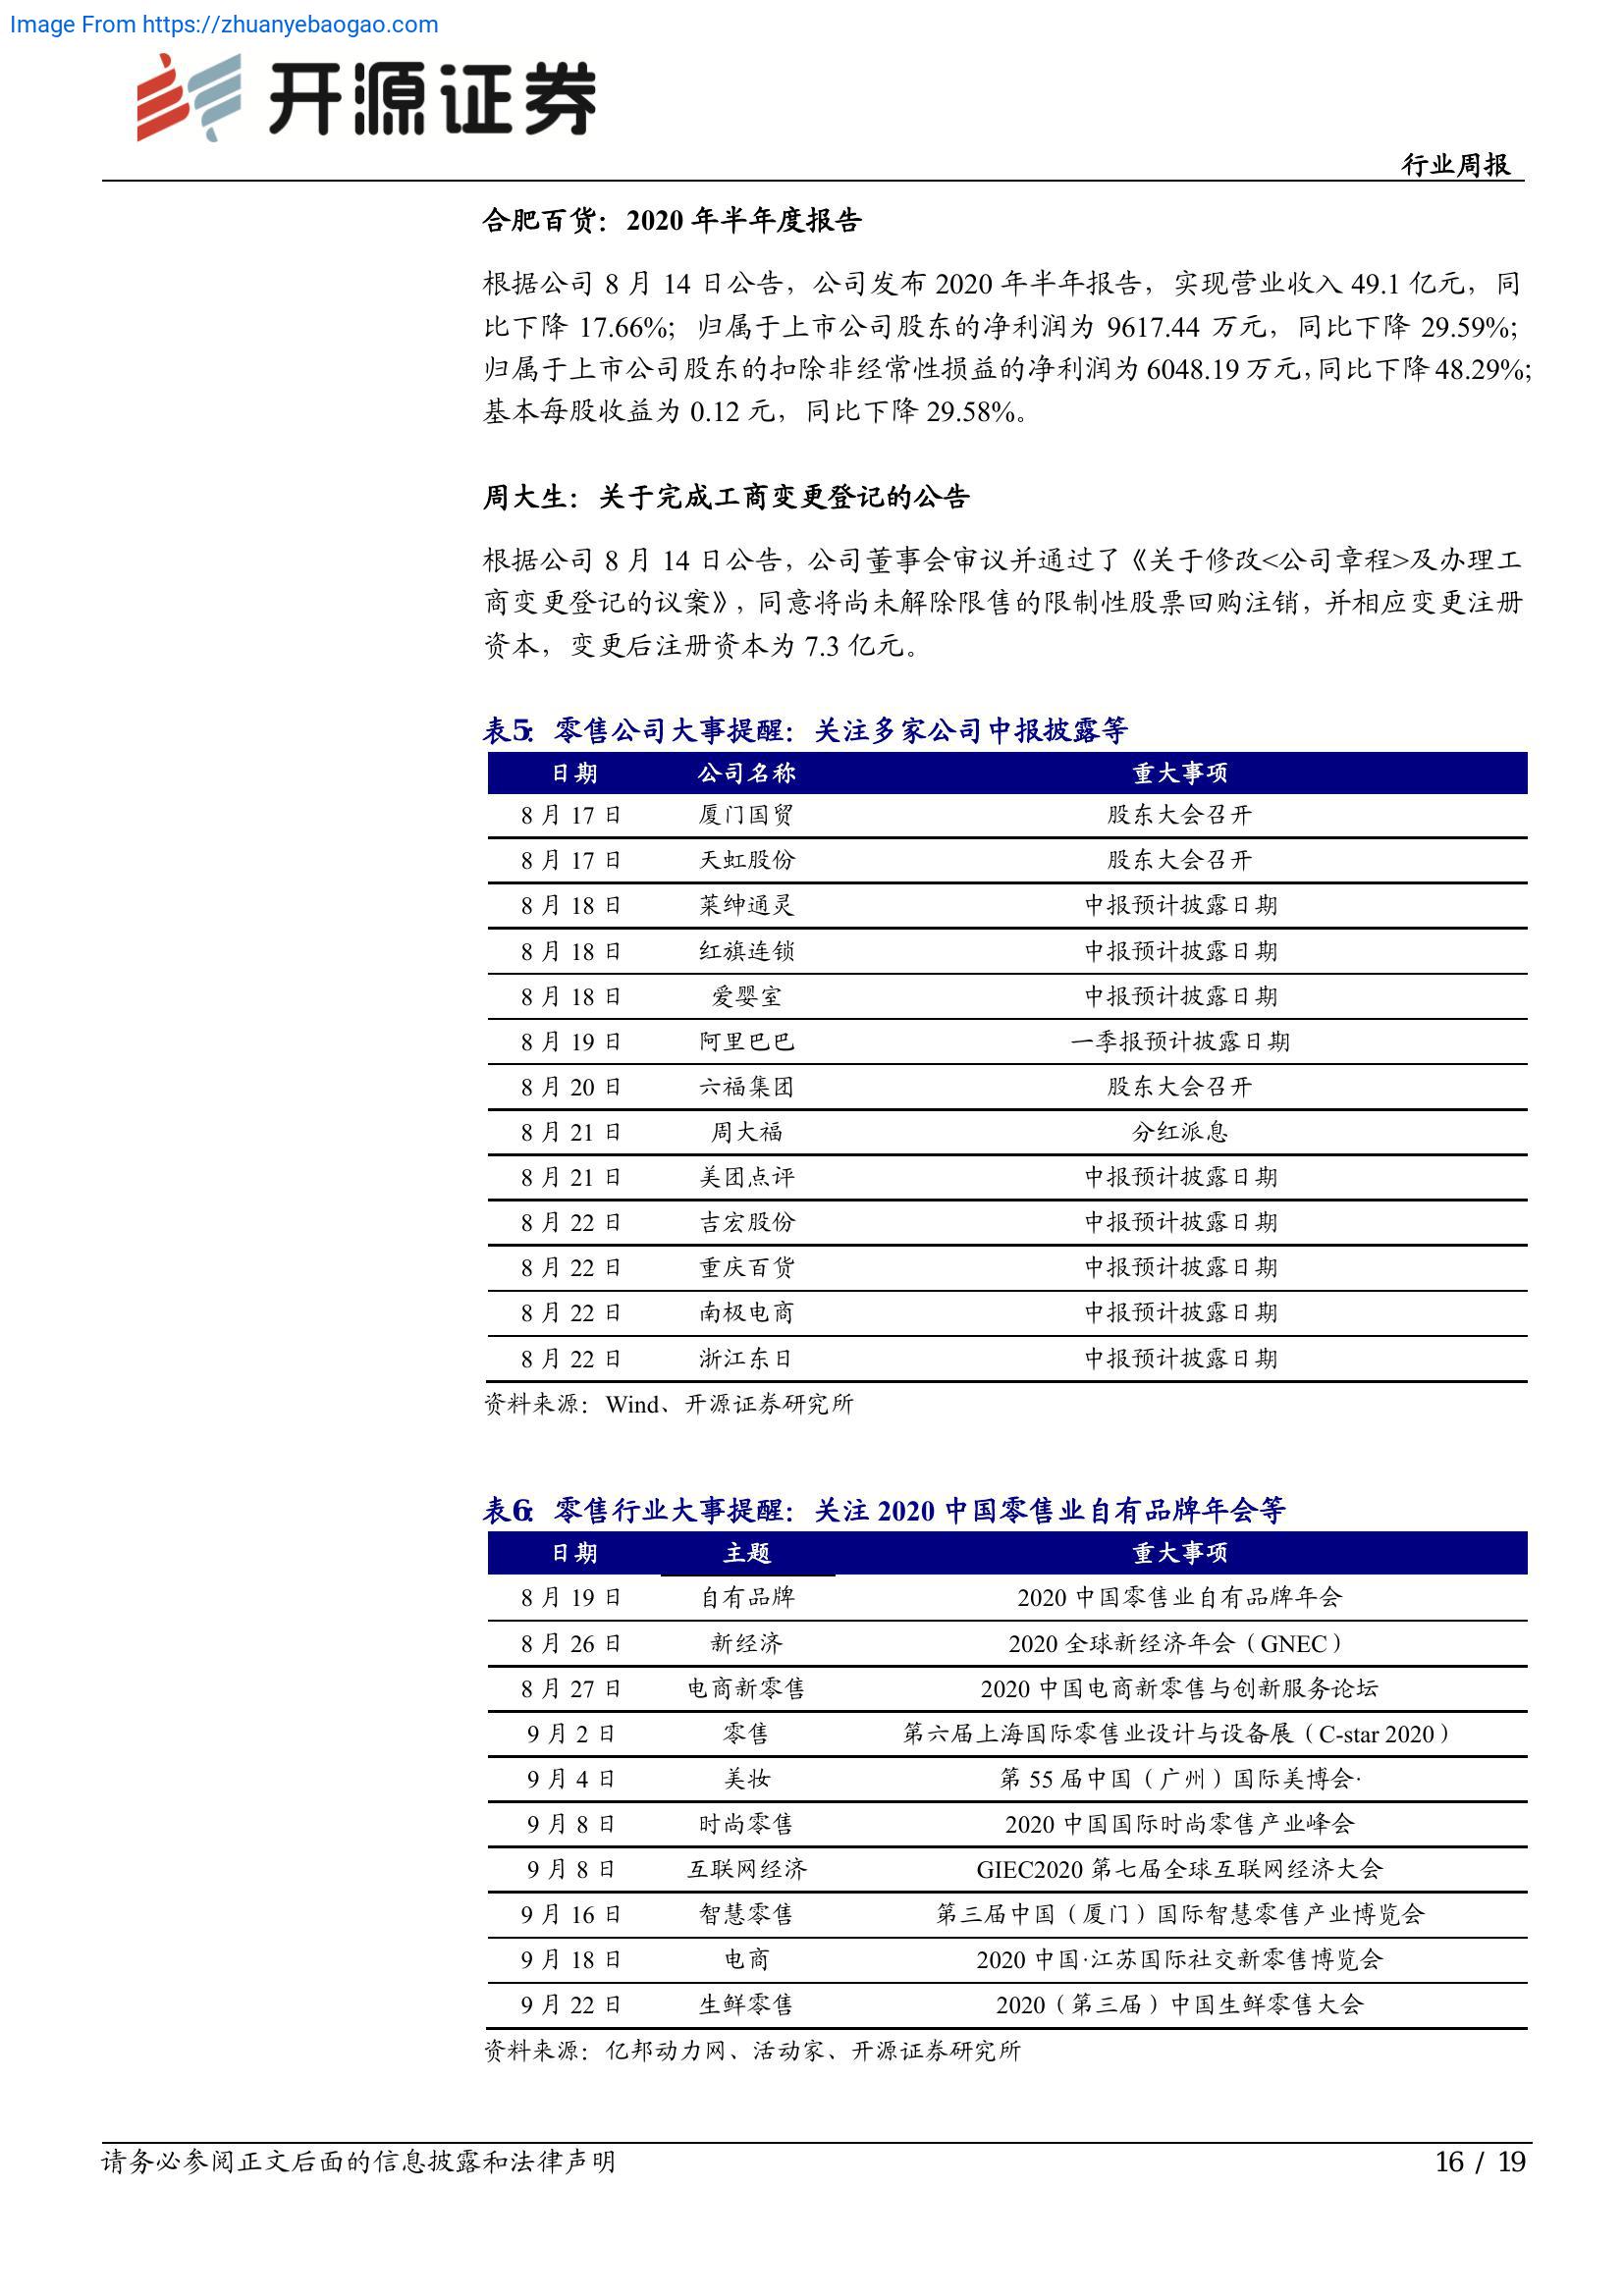 Image From https://zhuanyebaogao.com
开源证券
行业周报
合肥百货：2020 年半年度报告
根据公司 8 月 14 日公告，公司发布 2020 年半年报告，实现营业收入 49.1 亿元，同
比下降 17.66%；归属于上市公司股东的净利润为 9617.44 万元，同比下降 29.59%；
归属于上市公司股东的扣除非经常性损益的净利润为 6048.19 万元，同比下降 48.29%；
基本每股收益为 0.12 元，同比下降 29.58%。
周大生：关于完成工商变更登记的公告
根据公司 8 月 14 日公告，公司董事会审议并通过了《关于修改<公司章程>及办理工
商变更登记的议案》，同意将尚未解除限售的限制性股票回购注销，并相应变更注册
资本，变更后注册资本为 7.3 亿元。
表5：零售公司大事提醒：关注多家公司中报披露等
日期 公司名称 重大事项
8 月 17 日 厦门国贸 股东大会召开
8 月 17 日 天虹股份 股东大会召开
8 月 18 日 莱绅通灵 中报预计披露日期
8 月 18 日 红旗连锁 中报预计披露日期
8 月 18 日 爱婴室 中报预计披露日期
8 月 19 日 阿里巴巴 一季报预计披露日期
8 月 20 日 六福集团 股东大会召开
8 月 21 日 周大福 分红派息
8 月 21 日 美团点评 中报预计披露日期
8 月 22 日 吉宏股份 中报预计披露日期
8 月 22 日 重庆百货 中报预计披露日期
8 月 22 日 南极电商 中报预计披露日期
8 月 22 日 浙江东日 中报预计披露日期
资料来源：Wind、开源证券研究所
表6：零售行业大事提醒：关注 2020 中国零售业自有品牌年会等
日期 主题 重大事项
8 月 19 日 自有品牌 2020 中国零售业自有品牌年会
8 月 26 日 新经济 2020 全球新经济年会（GNEC）
8 月 27 日 电商新零售 2020 中国电商新零售与创新服务论坛
9 月 2 日 零售 第六届上海国际零售业设计与设备展（C-star 2020）
9 月 4 日 美妆 第 55 届中国（广州）国际美博会·
9 月 8 日 时尚零售 2020 中国国际时尚零售产业峰会
9 月 8 日 互联网经济 GIEC2020 第七届全球互联网经济大会
9 月 16 日 智慧零售 第三届中国（厦门）国际智慧零售产业博览会
9 月 18 日 电商 2020 中国·江苏国际社交新零售博览会
9 月 22 日 生鲜零售 2020（第三届）中国生鲜零售大会
资料来源：亿邦动力网、活动家、开源证券研究所
请务必参阅正文后面的信息披露和法律声明 16 / 19